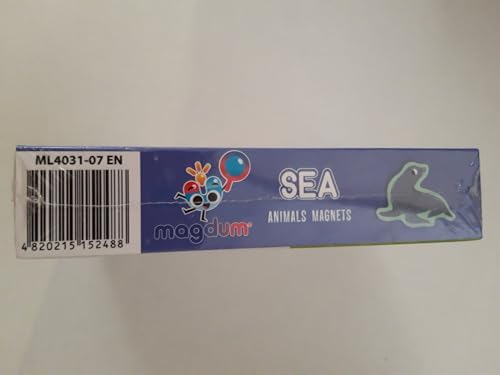 ML4031-07 EN
4 820215 152488
magdum®
SEA
ANIMALS MAGNETS